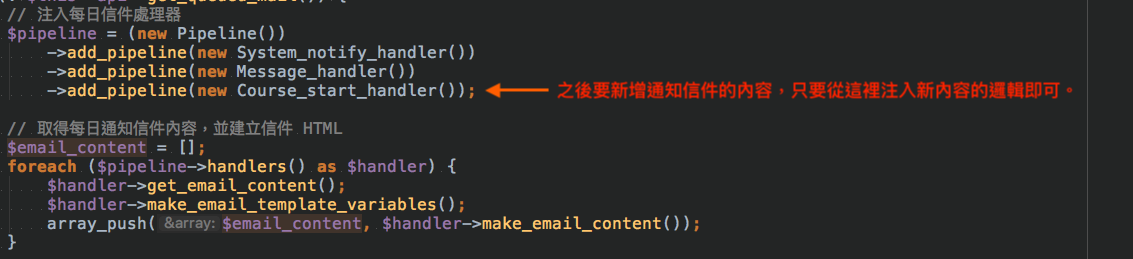 // 注入每日信件處理器
$pipeline = (new Pipeline())
->add_pipeline(new System_notify_handler())
->add_pipeline(new Message_handler())
->add_pipeline(new Course_start_handler()); 之後要新增通知信件的內容，只要從這裡注入新內容的邏輯即可。
// 取得每日通知信件內容，並建立信件 HTML
$email_content = [];
foreach ($pipeline->handlers() as $handler) {
$handler->get_email_content();
$handler->make_email_template_variables();
array_push( &array: $email_content, $handler->make_email_content());
}